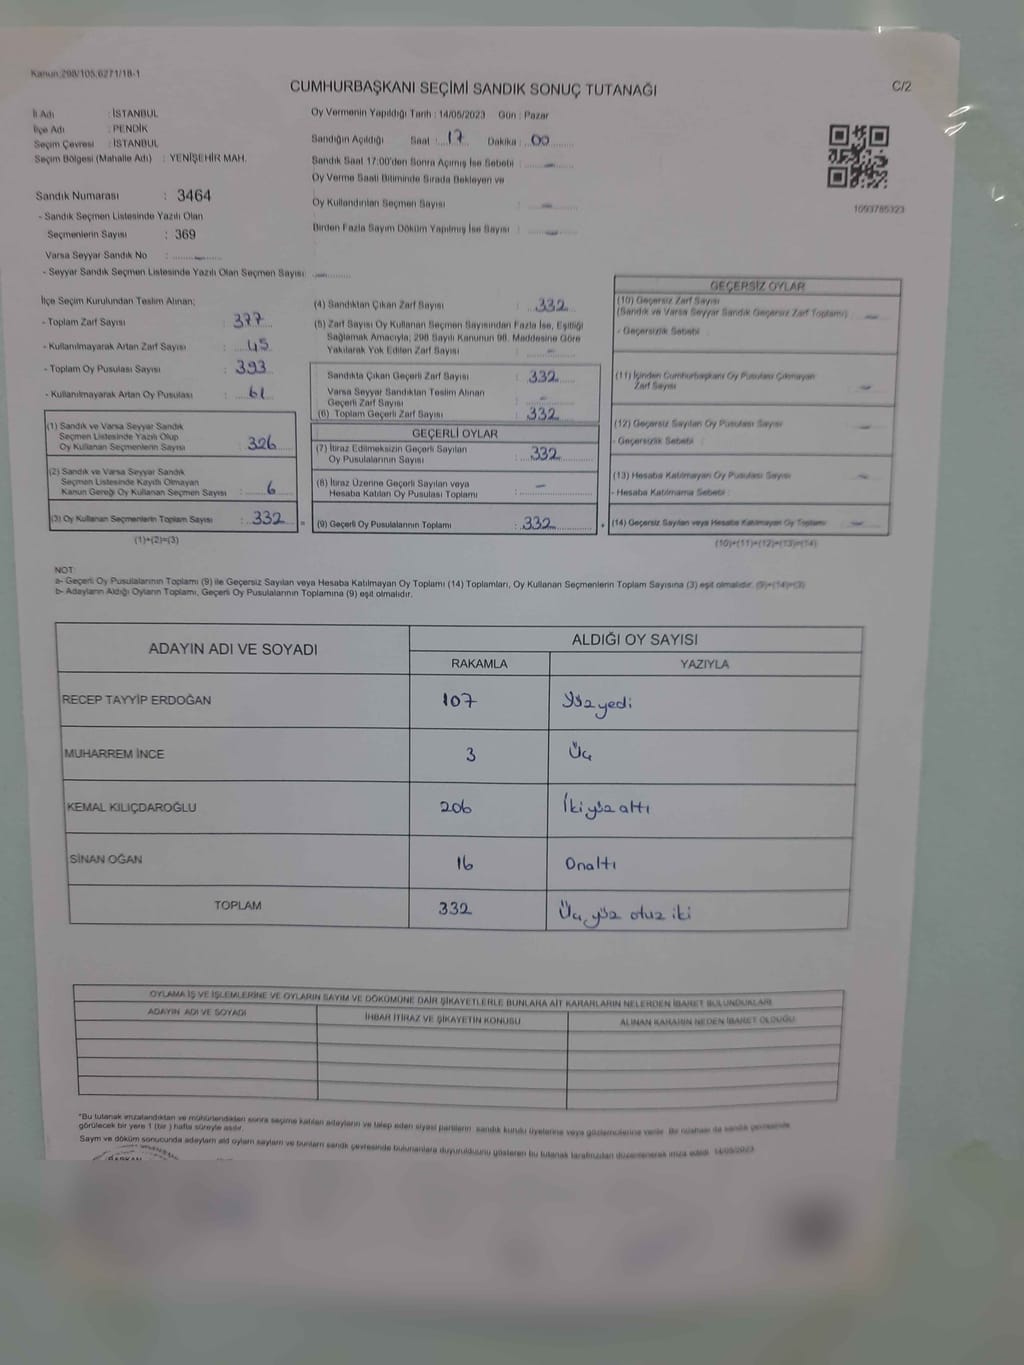 Kanun:298/105,6271/18-1
CUMHURBAŞKANI SEÇİMİ SANDIK SONUÇ TUTANAĞI
C/2
İl Adı : İSTANBUL
İlçe Adı : PENDİK
Seçim Çevresi : İSTANBUL
Seçim Bölgesi (Mahalle Adı) : YENİŞEHİR MAH.
Sandık Numarası : 3464
- Sandık Seçmen Listesinde Yazılı Olan
Seçmenlerin Sayısı : 369
Varsa Seyyar Sandık No : —
- Seyyar Sandık Seçmen Listesinde Yazılı Olan Seçmen Sayısı: —
Oy Vermenin Yapıldığı Tarih : 14/05/2023 Gün : Pazar
Sandığın Açıldığı Saat : 17 Dakika : 00
Sandık Saat 17:00'den Sonra Açımış İse Sebebi : —
Oy Verme Saati Bitiminde Sırada Bekleyen ve
Oy Kullandırılan Seçmen Sayısı : —
Birden Fazla Sayım Döküm Yapılmış İse Sayısı : —
1093785323
İlçe Seçim Kurulundan Teslim Alınan;
- Toplam Zarf Sayısı : 377
- Kullanılmayarak Artan Zarf Sayısı : 45
- Toplam Oy Pusulası Sayısı : 393
- Kullanılmayarak Artan Oy Pusulası : 61
(1) Sandık ve Varsa Seyyar Sandık
Seçmen Listesinde Yazılı Olup
Oy Kullanan Seçmenlerin Sayısı : 326
(2) Sandık ve Varsa Seyyar Sandık
Seçmen Listesinde Kayıtlı Olmayan
Kanun Gereği Oy Kullanan Seçmen Sayısı : 6
(3) Oy Kullanan Seçmenlerin Toplam Sayısı : 332
(1)+(2)=(3)
(4) Sandıktan Çıkan Zarf Sayısı : 332
(5) Zarf Sayısı Oy Kullanan Seçmen Sayısından Fazla İse, Eşitliği
Sağlamak Amacıyla; 298 Sayılı Kanunun 98. Maddesine Göre
Yakılarak Yok Edilen Zarf Sayısı : —
Sandıkta Çıkan Geçerli Zarf Sayısı : 332
Varsa Seyyar Sandıktan Teslim Alınan
Geçerli Zarf Sayısı : —
(6) Toplam Geçerli Zarf Sayısı : 332
GEÇERLİ OYLAR
(7) İtiraz Edilmeksizin Geçerli Sayılan
Oy Pusulalarının Sayısı : 332
(8) İtiraz Üzerine Geçerli Sayılan veya
Hesaba Katılan Oy Pusulası Toplamı : —
(9) Geçerli Oy Pusulalarının Toplamı : 332
GEÇERSİZ OYLAR
(10) Geçersiz Zarf Sayısı
(Sandık ve Varsa Seyyar Sandık Geçersiz Zarf Toplamı) : —
- Geçersizlik Sebebi :
(11) İçinden Cumhurbaşkanı Oy Pusulası Çıkmayan
Zarf Sayısı : —
(12) Geçersiz Sayılan Oy Pusulası Sayısı : —
- Geçersizlik Sebebi :
(13) Hesaba Katılmayan Oy Pusulası Sayısı : —
- Hesaba Katılmama Sebebi :
(14) Geçersiz Sayılan veya Hesaba Katılmayan Oy Toplamı : —
(10)+(11)+(12)+(13)=(14)
NOT:
a- Geçerli Oy Pusulalarının Toplamı (9) ile Geçersiz Sayılan veya Hesaba Katılmayan Oy Toplamı (14) Toplamları, Oy Kullanan Seçmenlerin Toplam Sayısına (3) eşit olmalıdır. (9)+(14)=(3)
b- Adayların Aldığı Oyların Toplamı, Geçerli Oy Pusulalarının Toplamına (9) eşit olmalıdır.
ADAYIN ADI VE SOYADI
ALDIĞI OY SAYISI
RAKAMLA YAZIYLA
RECEP TAYYİP ERDOĞAN 107 Yüzyedi
MUHARREM İNCE 3 Üç
KEMAL KILIÇDAROĞLU 206 İkiyüzaltı
SİNAN OĞAN 16 Onaltı
TOPLAM 332 Üçyüz otuz iki
OYLAMA İŞ VE İŞLEMLERİNE VE OYLARIN SAYIM VE DÖKÜMÜNE DAİR ŞİKAYETLERLE BUNLARA AİT KARARLARIN NELERDEN İBARET BULUNDUKLARI
ADAYIN ADI VE SOYADI İHBAR İTİRAZ VE ŞİKAYETİN KONUSU ALINAN KARARIN NEDEN İBARET OLDUĞU
*Bu tutanak imzalandıktan ve mühürlendikten sonra seçime katılan adayların ve talep eden siyasi partilerin sandık kurulu üyelerine veya gözlemcilerine verilir. Bir nüshası da sandık çevresinde
görülecek bir yere 1 (bir ) hafta süreyle asılır.
Sayım ve döküm sonucunda adayların ald oyların sayların ve bunların sandık çevresinde bulunanlara duyurulduunu gösteren bu tutanak tarafımızdan düzenlenerek imza edildi. 14/05/2023
BAŞKAN